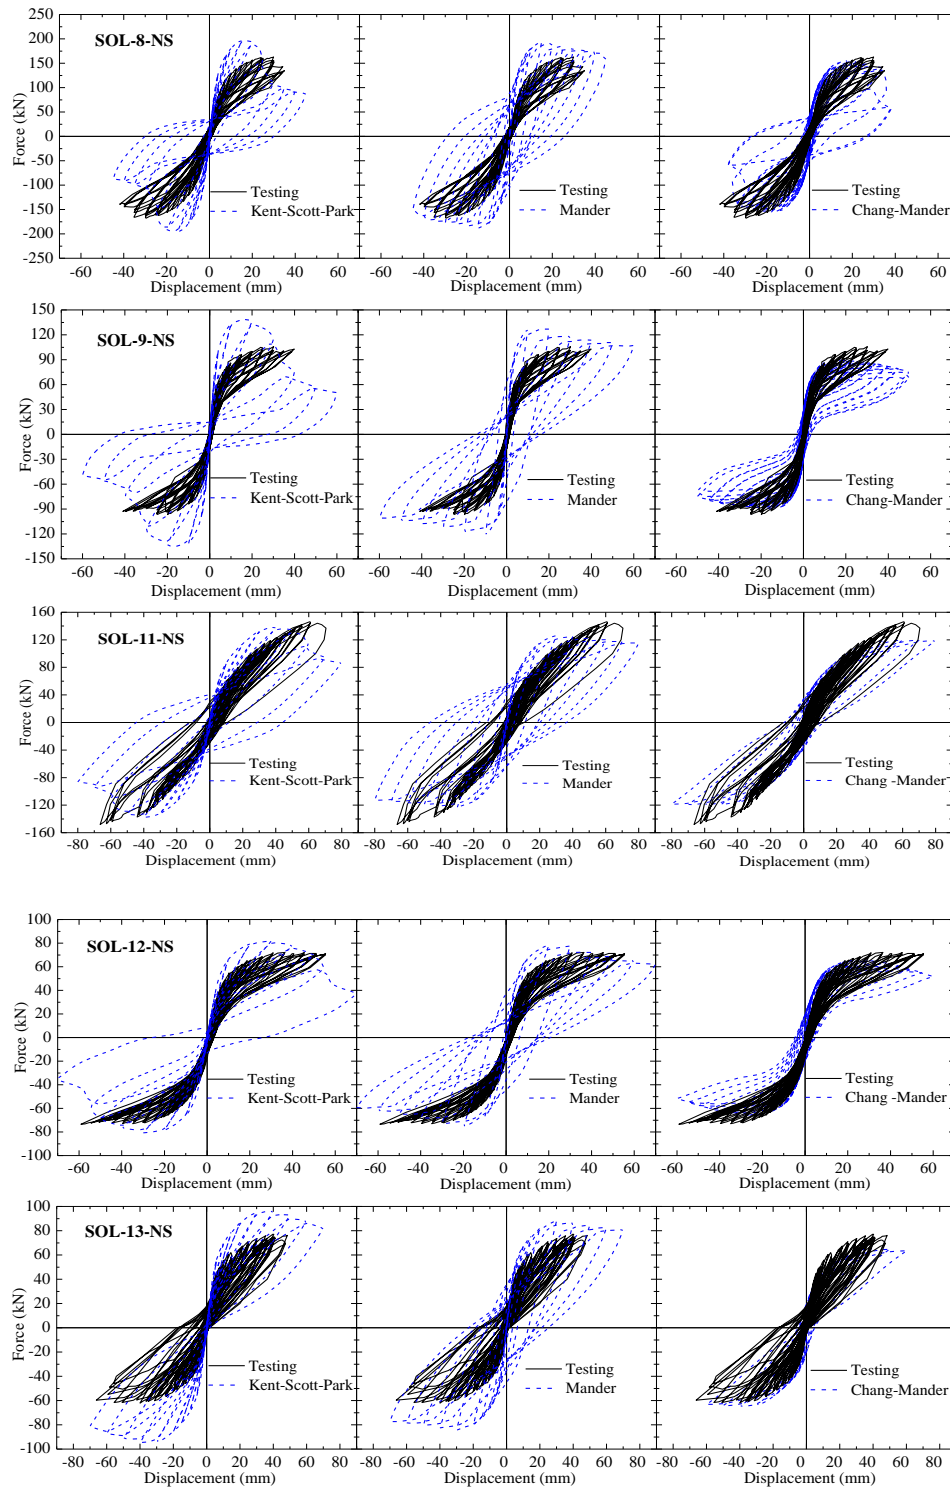 250
200
150
100
50
0
-50
-100
-150
-200
-250
Force (kN)
SOL-8-NS
Testing
Kent-Scott-Park
Testing
Mander
Testing
Chang-Mander
-60 -40 -20 0 20 40 60
-60 -40 -20 0 20 40 60
-60 -40 -20 0 20 40 60
Displacement (mm)
Displacement (mm)
Displacement (mm)
150
120
90
60
30
0
-30
-60
-90
-120
-150
Force (kN)
SOL-9-NS
Testing
Kent-Scott-Park
Testing
Mander
Testing
Chang-Mander
-60 -40 -20 0 20 40 60
-60 -40 -20 0 20 40 60
-60 -40 -20 0 20 40 60
Displacement (mm)
Displacement (mm)
Displacement (mm)
160
120
80
40
0
-40
-80
-120
-160
Force (kN)
SOL-11-NS
Testing
Kent-Scott-Park
Testing
Mander
Testing
Chang -Mander
-80 -60 -40 -20 0 20 40 60 80
-80 -60 -40 -20 0 20 40 60 80
-80 -60 -40 -20 0 20 40 60 80
Displacement (mm)
Displacement (mm)
Displacement (mm)
100
80
60
40
20
0
-20
-40
-60
-80
-100
Force (kN)
SOL-12-NS
Testing
Kent-Scott-Park
Testing
Mander
Testing
Chang -Mander
-60 -40 -20 0 20 40 60
-60 -40 -20 0 20 40 60
-60 -40 -20 0 20 40 60
Displacement (mm)
Displacement (mm)
Displacement (mm)
100
80
60
40
20
0
-20
-40
-60
-80
-100
Force (kN)
SOL-13-NS
Testing
Kent-Scott-Park
Testing
Mander
Testing
Chang-Mander
-80 -60 -40 -20 0 20 40 60 80
-80 -60 -40 -20 0 20 40 60 80
-80 -60 -40 -20 0 20 40 60 80
Displacement (mm)
Displacement (mm)
Displacement (mm)